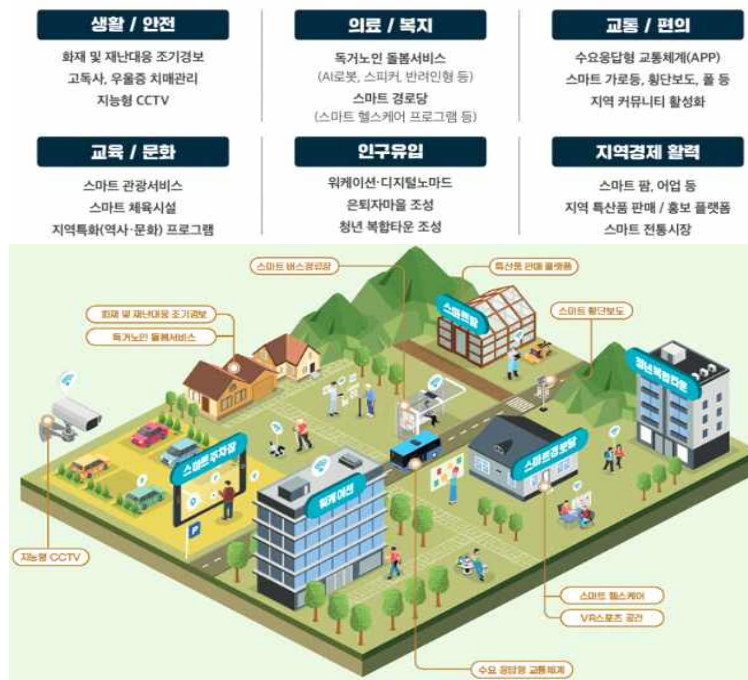 생활 / 안전
화재 및 재난대응 조기경보
고독사, 우울증 치매관리
지능형 CCTV
의료 / 복지
독거노인 돌봄서비스
(AI로봇, 스피커, 반려인형 등)
스마트 경로당
(스마트 헬스케어 프로그램 등)
교통 / 편의
수요응답형 교통체계(APP)
스마트 가로등, 횡단보도, 폴 등
지역 커뮤니티 활성화
교육 / 문화
스마트 관광서비스
스마트 체육시설
지역특화(역사·문화) 프로그램
인구유입
워케이션·디지털노마드
은퇴자마을 조성
청년 복합타운 조성
지역경제 활력
스마트 팜, 어업 등
지역 특산품 판매 / 홍보 플랫폼
스마트 전통시장
스마트 버스정류장
특산품 판매 플랫폼
화재 및 재난대응 조기경보
독거노인 돌봄서비스
스마트팜
스마트 횡단보도
청년복합타운
스마트주차장
스마트경로당
워케이션
P
지능형 CCTV
스마트 헬스케어
VR스포츠 공간
수요 응답형 교통체계